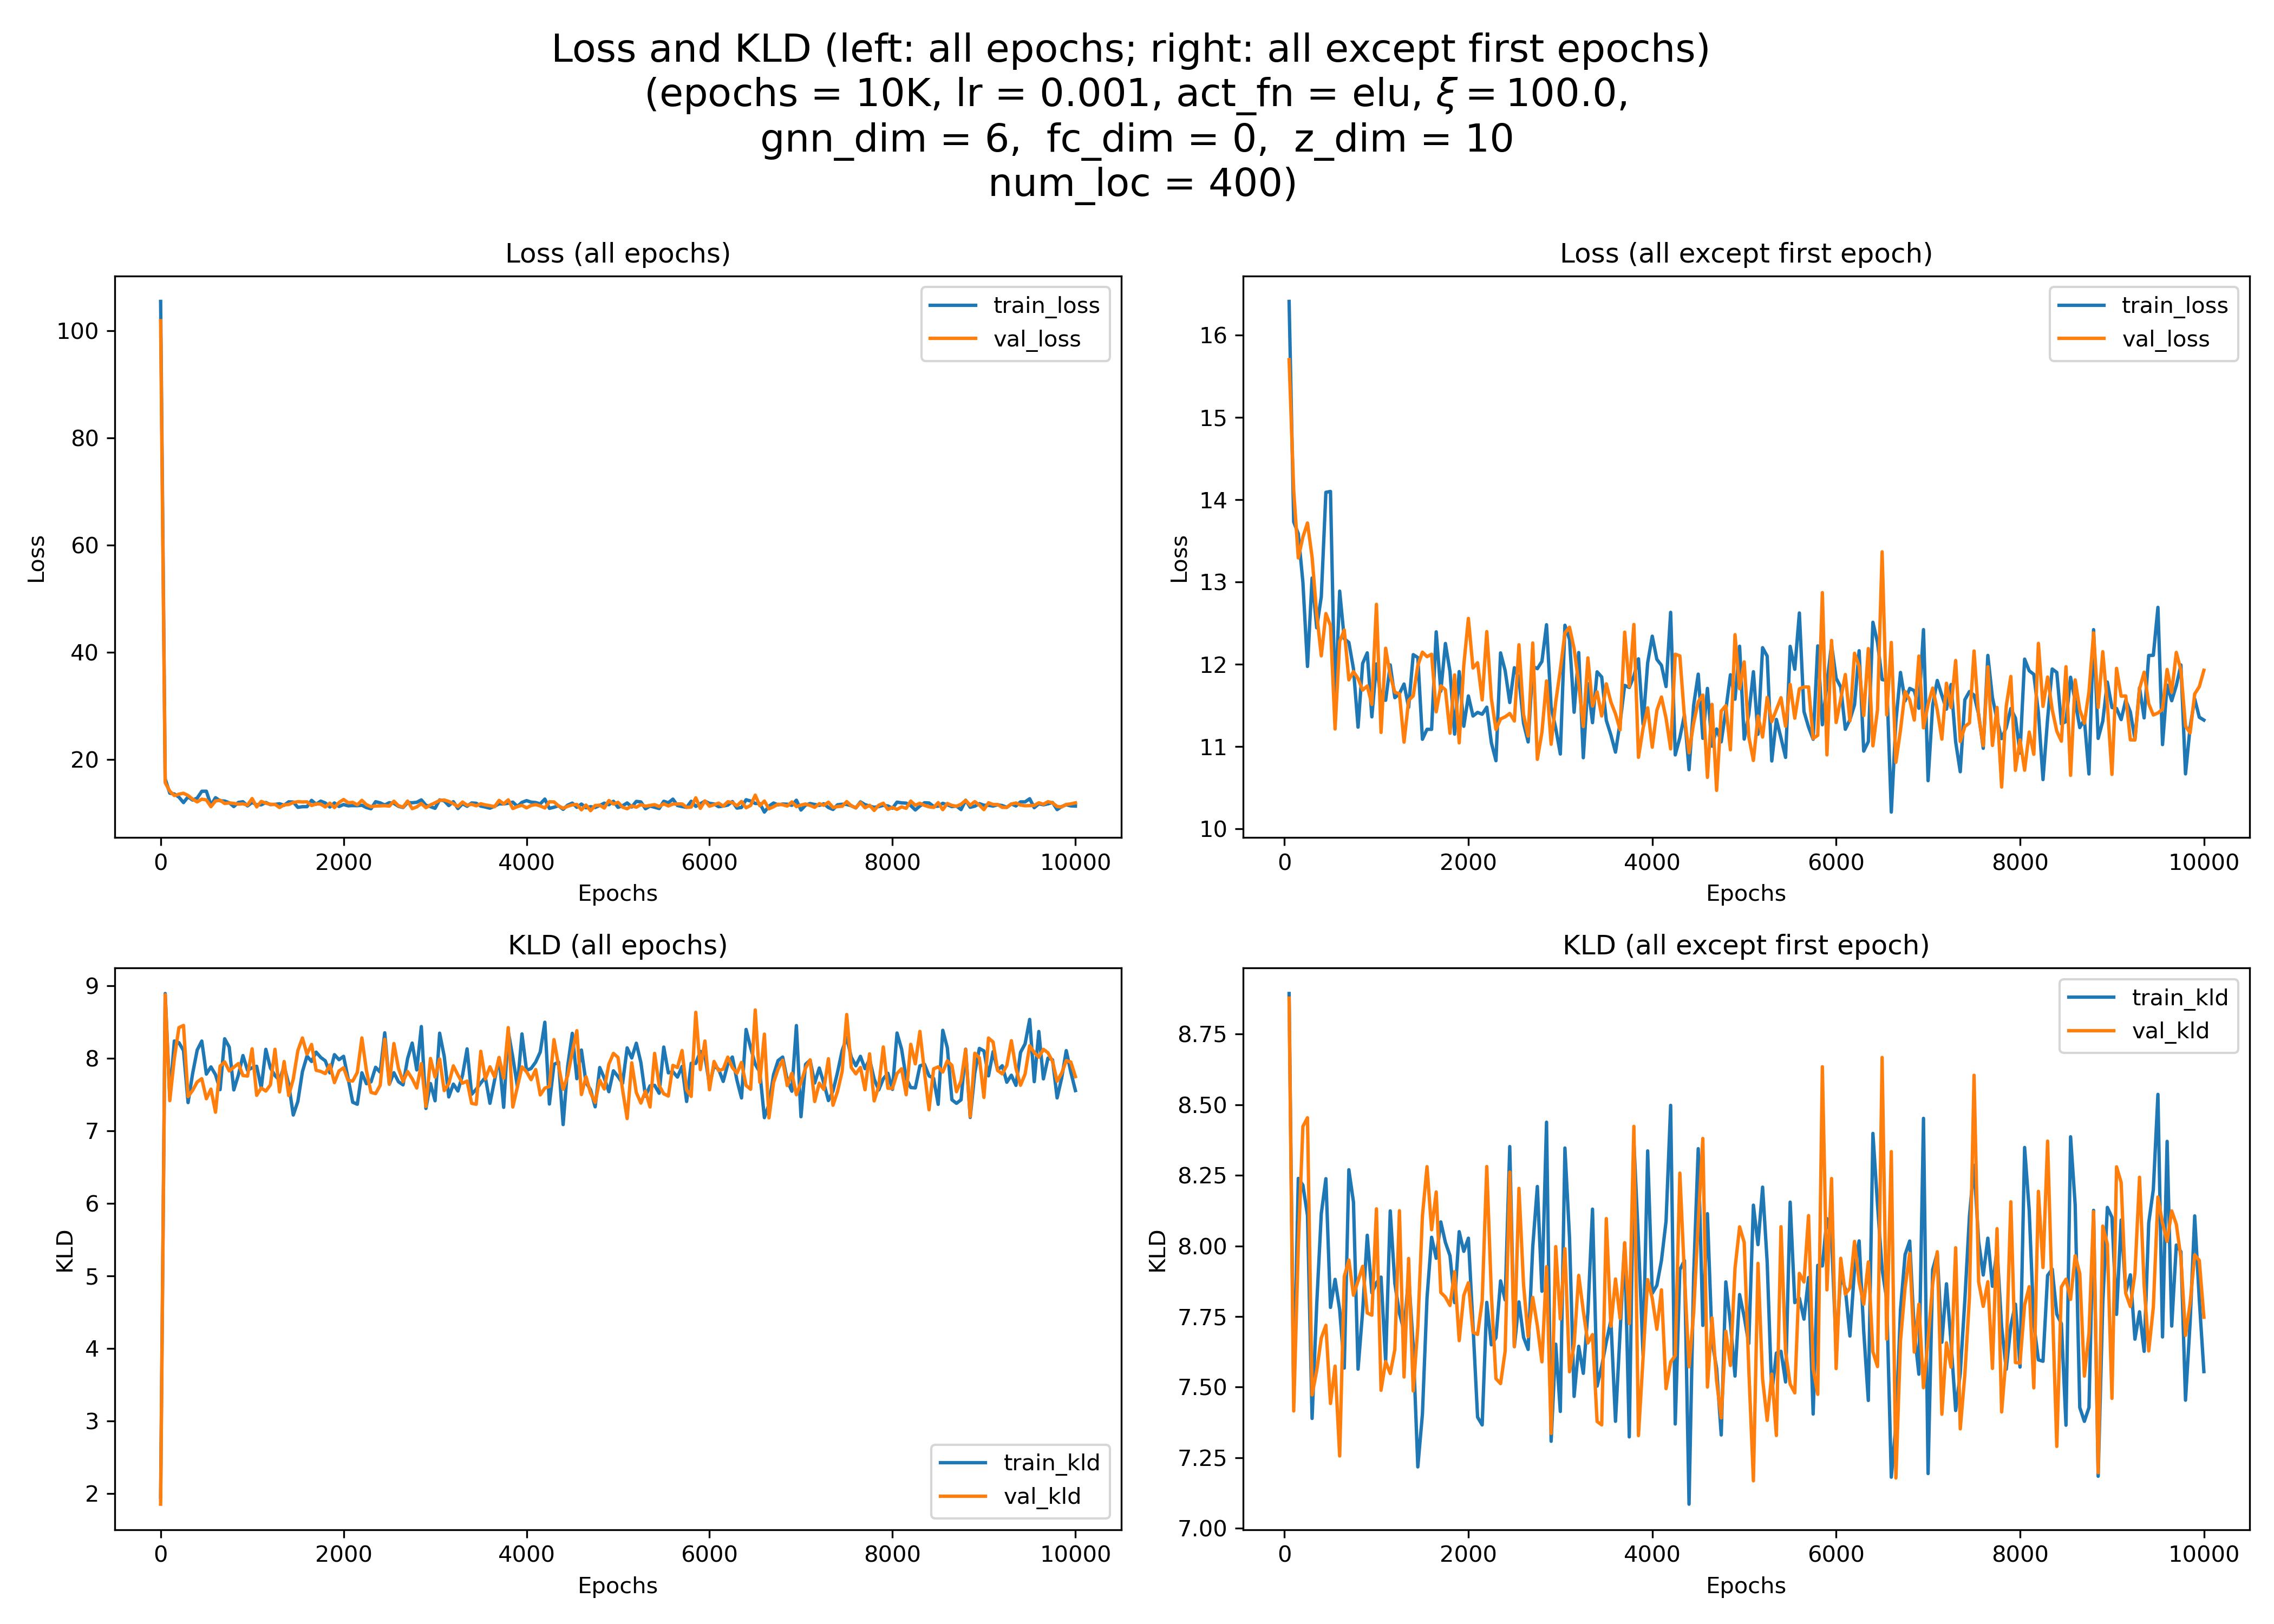 Loss and KLD (left: all epochs; right: all except first epochs)
(epochs = 10K, lr = 0.001, act_fn = elu, ξ = 100.0,
gnn_dim = 6,  fc_dim = 0,  z_dim = 10
num_loc = 400)
Loss (all epochs)
train_loss
val_loss
100
80
60
40
20
Loss
0
2000
4000
6000
8000
10000
Epochs
Loss (all except first epoch)
train_loss
val_loss
16
15
14
13
12
11
10
Loss
0
2000
4000
6000
8000
10000
Epochs
KLD (all epochs)
9
8
7
6
5
4
3
2
KLD
train_kld
val_kld
0
2000
4000
6000
8000
10000
Epochs
KLD (all except first epoch)
train_kld
val_kld
8.75
8.50
8.25
8.00
7.75
7.50
7.25
7.00
KLD
0
2000
4000
6000
8000
10000
Epochs